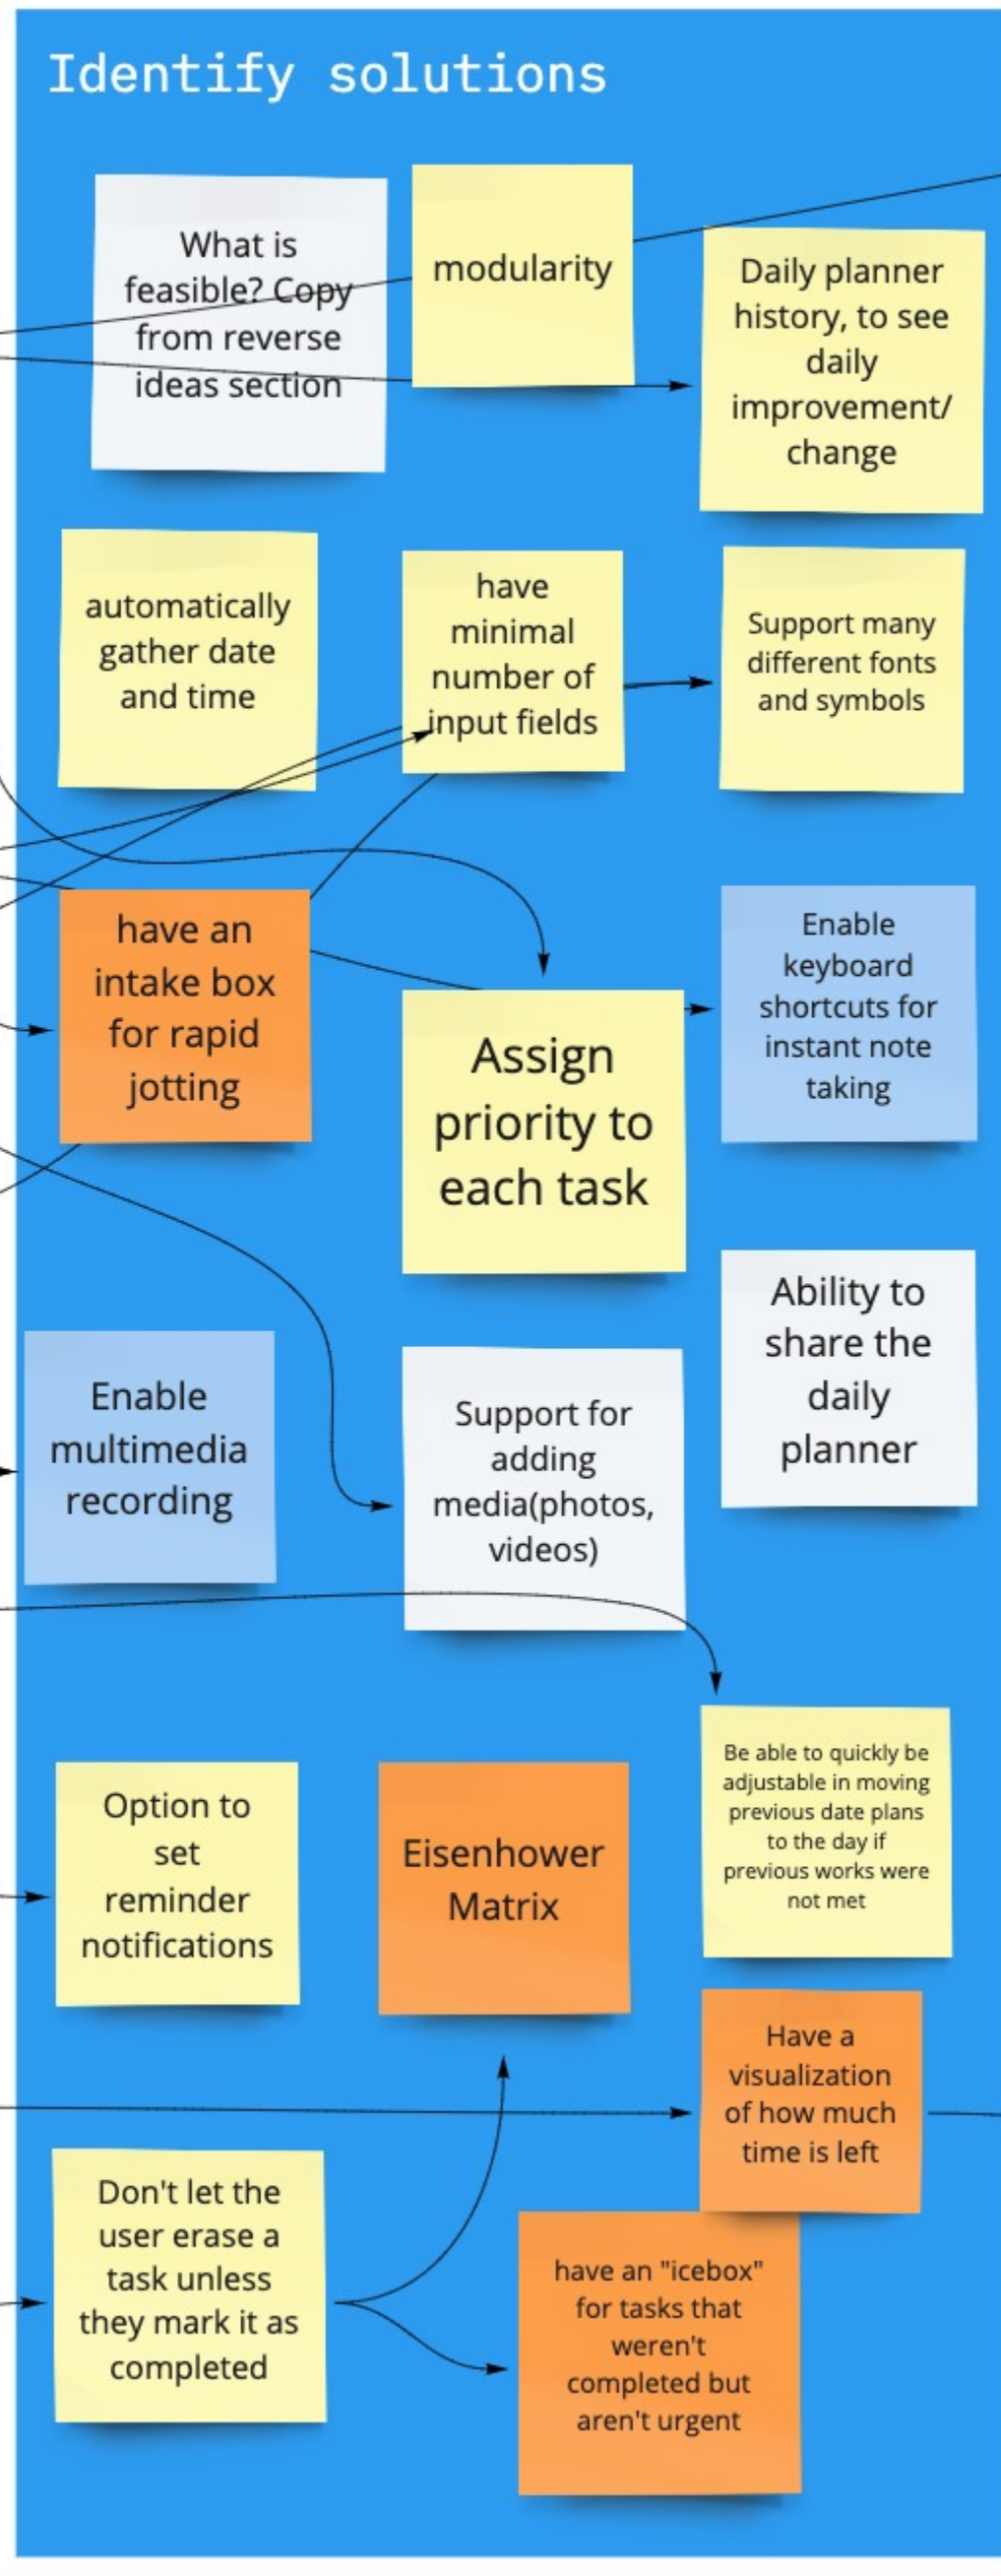 Identify solutions
What is
feasible? Copy
from reverse
ideas section
modularity
Daily planner
history, to see
daily
improvement/
change
automatically
gather date
and time
have
minimal
number of
input fields
Support many
different fonts
and symbols
have an
intake box
for rapid
jotting
Assign
priority to
each task
Enable
keyboard
shortcuts for
instant note
taking
Enable
multimedia
recording
Support for
adding
media(photos,
videos)
Ability to
share the
daily
planner
Option to
set
reminder
notifications
Eisenhower
Matrix
Be able to quickly be
adjustable in moving
previous date plans
to the day if
previous works were
not met
Have a
visualization
of how much
time is left
Don't let the
user erase a
task unless
they mark it as
completed
have an "icebox"
for tasks that
weren't
completed but
aren't urgent